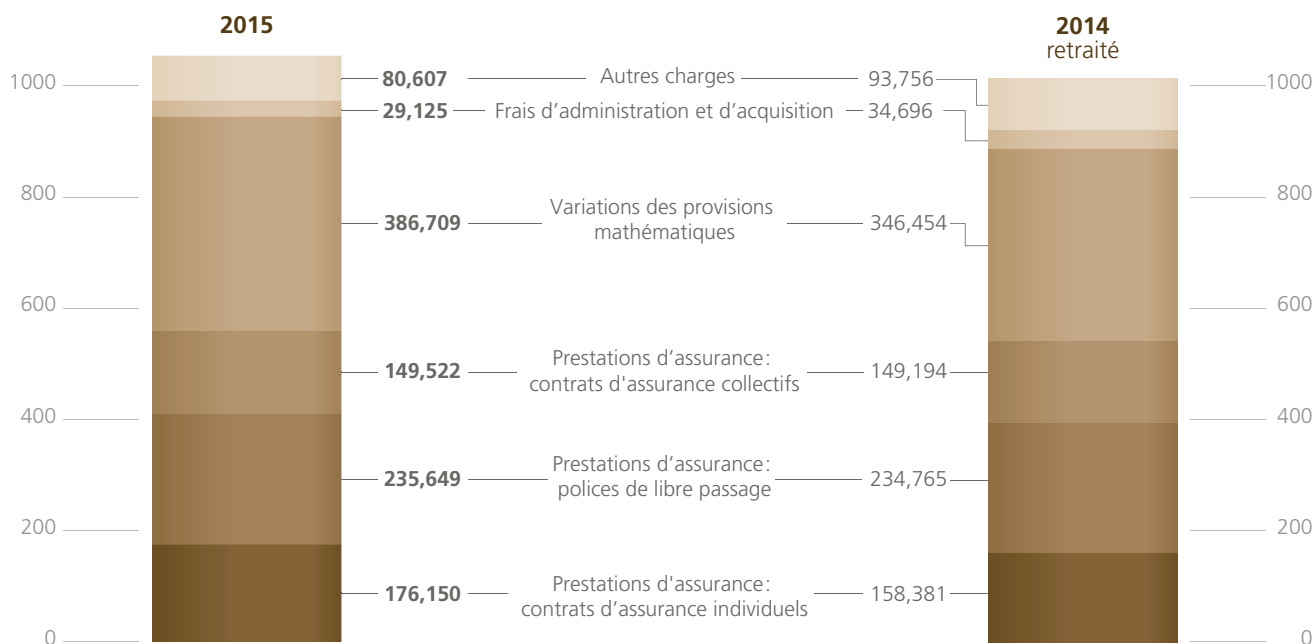 2015
2014
retraité
1000
80,607
Autres charges
93,756
1000
29,125
Frais d’administration et d’acquisition
34,696
800
800
386,709
Variations des provisions
mathématiques
346,454
600
600
149,522
Prestations d’assurance:
contrats d'assurance collectifs
149,194
400
400
235,649
Prestations d’assurance:
polices de libre passage
234,765
200
200
176,150
Prestations d'assurance:
contrats d’assurance individuels
158,381
0
0